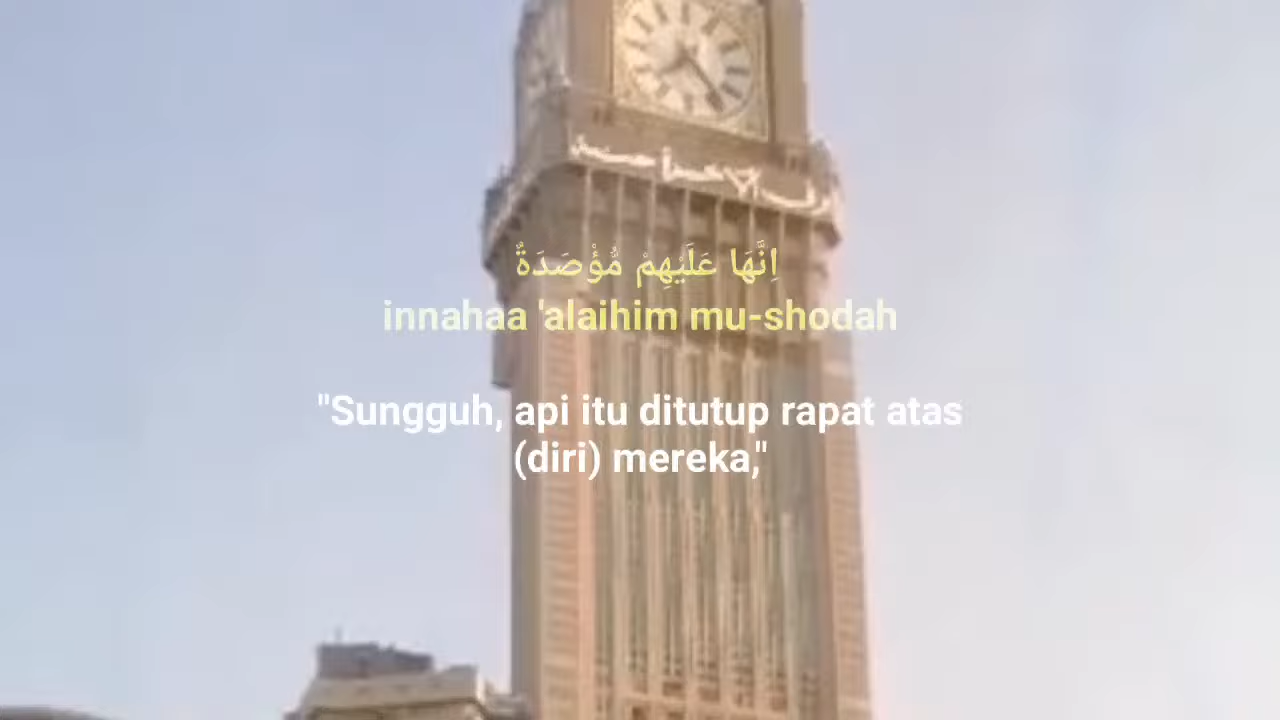 اِنَّهَا عَلَيْهِمْ مُّؤْصَدَةٌ
innahaa 'alaihim mu-shodah
"Sungguh, api itu ditutup rapat atas
(diri) mereka,"